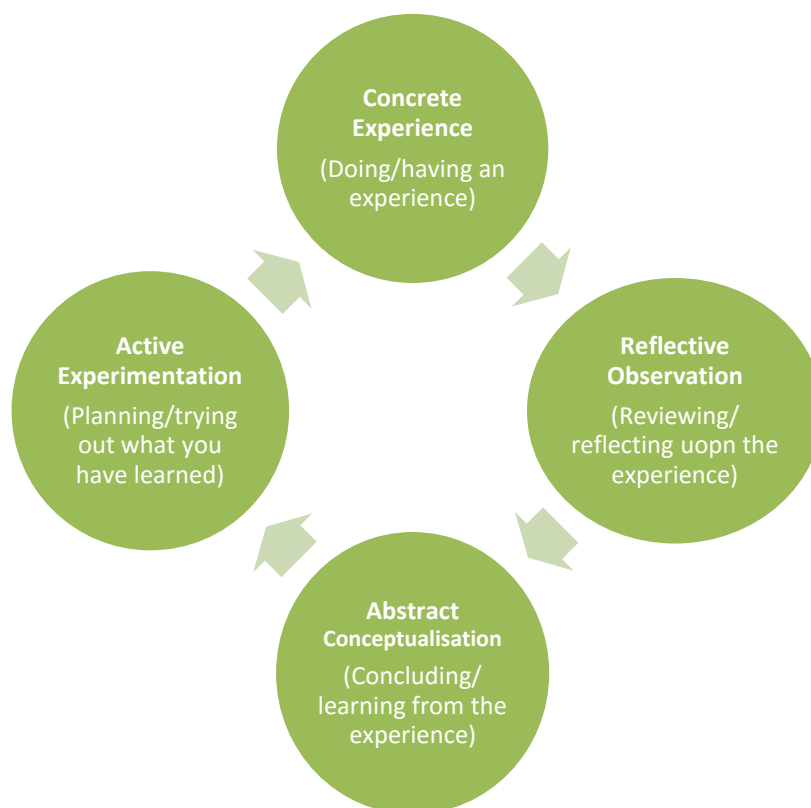 Concrete
Experience
(Doing/having an
experience)
Reflective
Observation
(Reviewing/
reflecting uopn the
experience)
Abstract
Conceptualisation
(Concluding/
learning from the
experience)
Active
Experimentation
(Planning/trying
out what you
have learned)